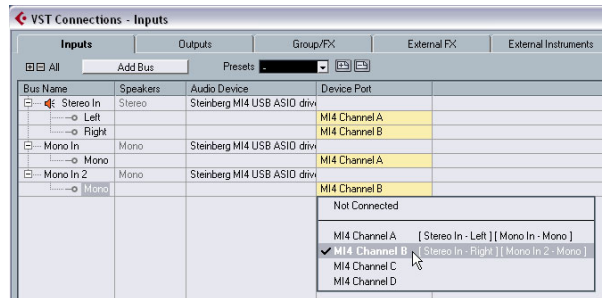 VST Connections - Inputs
Inputs Outputs Group/FX External FX External Instruments
All Add Bus Presets -
Bus Name Speakers Audio Device Device Port
Stereo In Stereo Steinberg MI4 USB ASIO driv
Left MI4 Channel A
Right MI4 Channel B
Mono In Mono Steinberg MI4 USB ASIO driv
Mono MI4 Channel A
Mono In 2 Mono Steinberg MI4 USB ASIO driv
Mono MI4 Channel B
Not Connected
MI4 Channel A [ Stereo In - Left ] [ Mono In - Mono ]
MI4 Channel B [ Stereo In - Right ] [ Mono In 2 - Mono ]
MI4 Channel C
MI4 Channel D